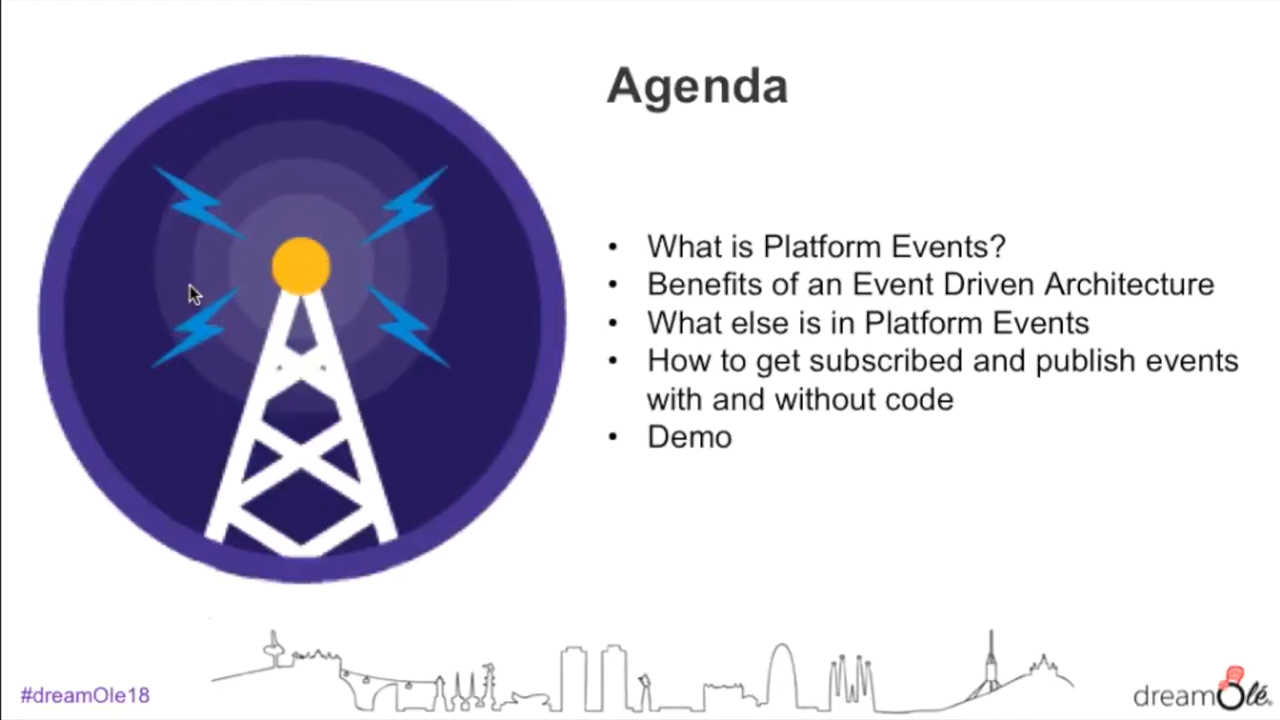 Agenda
• What is Platform Events?
• Benefits of an Event Driven Architecture
• What else is in Platform Events
• How to get subscribed and publish events
with and without code
• Demo
#dreamOle18
dreamOlé